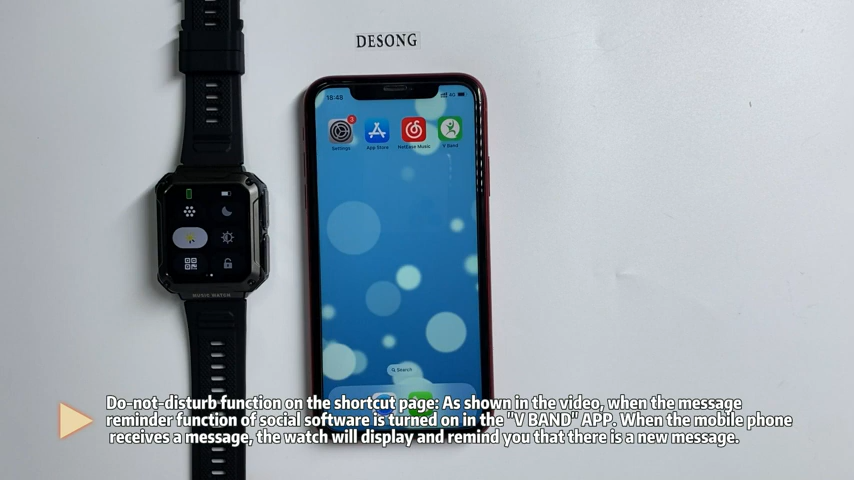 DESONG
18:48
4G
3
Settings
App Store
NetEase Music
V Band
MUSIC WATCH
Search
Do-not-disturb function on the shortcut page: As shown in the video, when the message
reminder function of social software is turned on in the "V BAND" APP. When the mobile phone
receives a message, the watch will display and remind you that there is a new message.